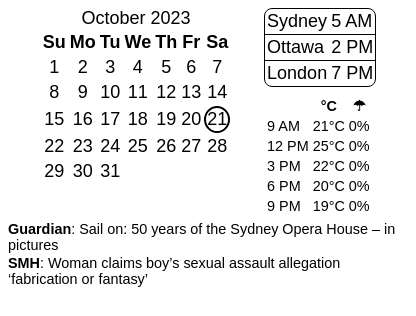 October 2023
Su Mo Tu We Th Fr Sa
1 2 3 4 5 6 7
8 9 10 11 12 13 14
15 16 17 18 19 20 21
22 23 24 25 26 27 28
29 30 31
Sydney 5 AM
Ottawa 2 PM
London 7 PM
°C ☂
9 AM 21°C 0%
12 PM 25°C 0%
3 PM 22°C 0%
6 PM 20°C 0%
9 PM 19°C 0%
Guardian: Sail on: 50 years of the Sydney Opera House – in
pictures
SMH: Woman claims boy’s sexual assault allegation
‘fabrication or fantasy’